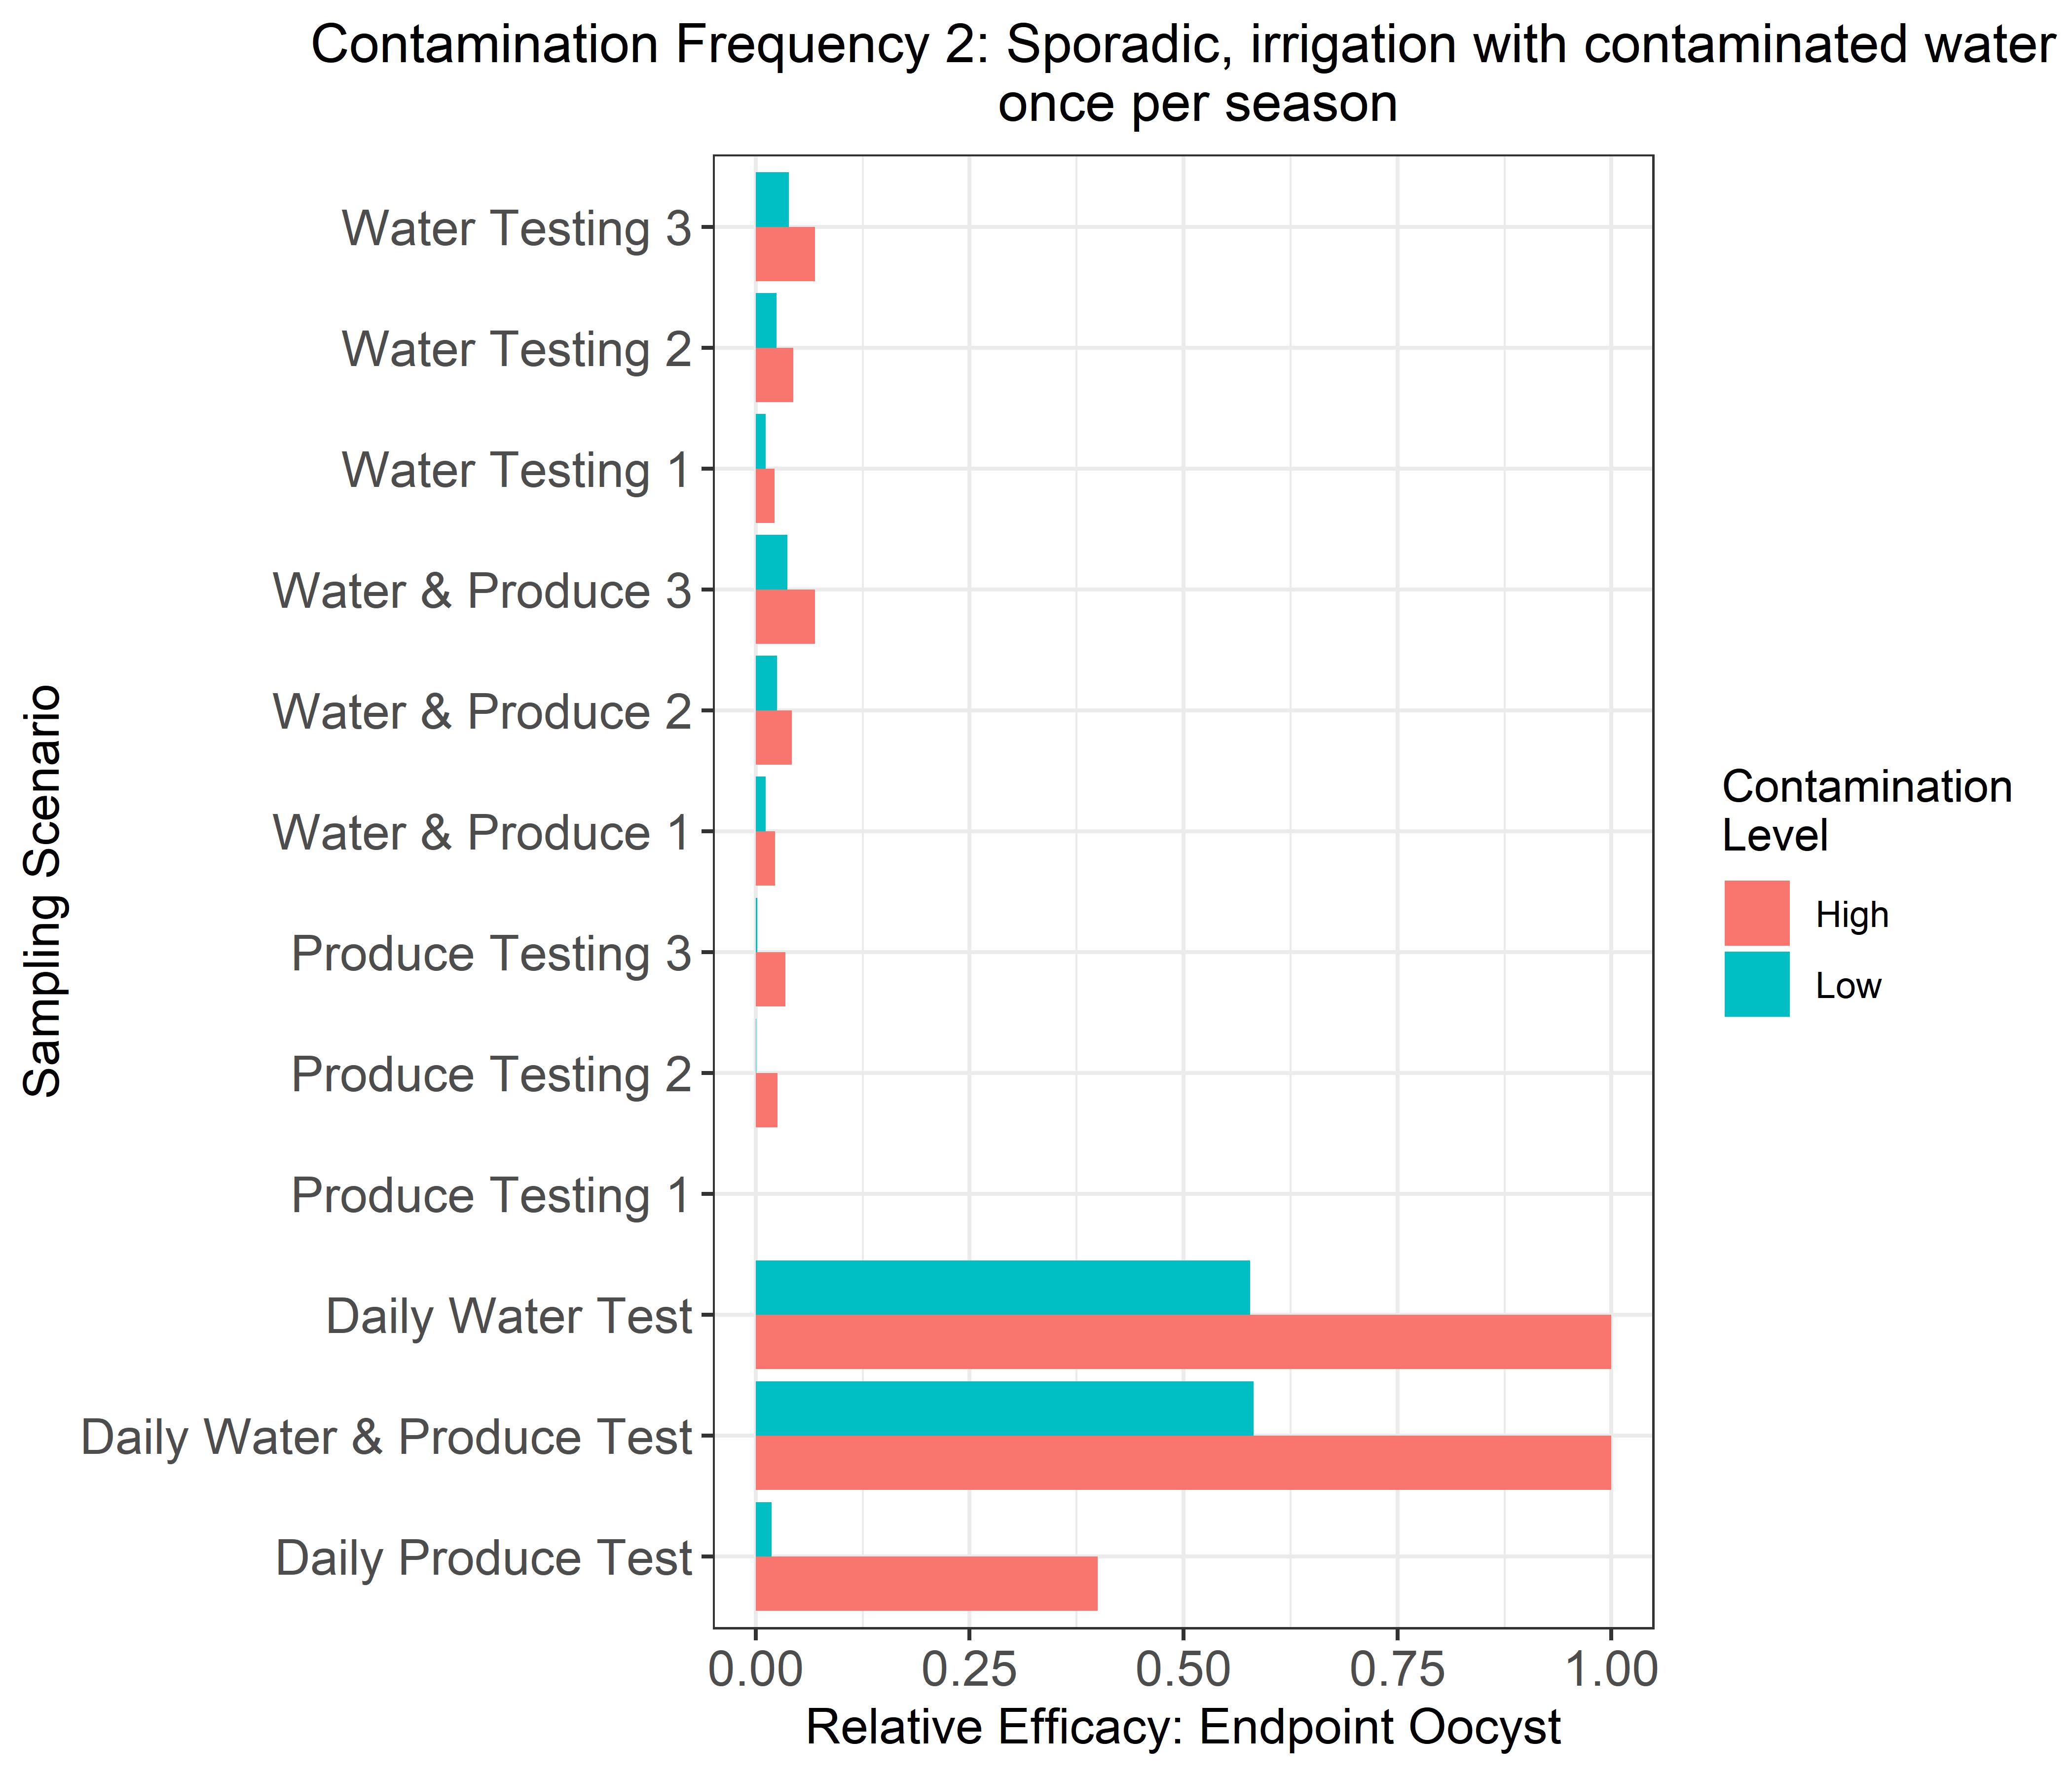 Contamination Frequency 2: Sporadic, irrigation with contaminated water
once per season
Sampling Scenario
Water Testing 3
Water Testing 2
Water Testing 1
Water & Produce 3
Water & Produce 2
Water & Produce 1
Produce Testing 3
Produce Testing 2
Produce Testing 1
Daily Water Test
Daily Water & Produce Test
Daily Produce Test
0.00 0.25 0.50 0.75 1.00
Relative Efficacy: Endpoint Oocyst
Contamination
Level
High
Low